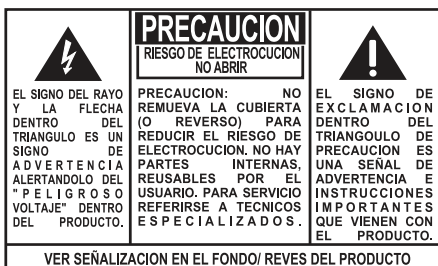 PRECAUCION
RIESGO DE ELECTROCUCION
NO ABRIR
EL SIGNO DEL RAYO
Y LA FLECHA
DENTRO DEL
TRIANGULO ES UN
SIGNO DE
ADVERTENCIA
ALERTANDOLO DEL
"PELIGROSO
VOLTAJE" DENTRO
DEL PRODUCTO.
PRECAUCION: NO
REMUEVA LA CUBIERTA
(O REVERSO) PARA
REDUCIR EL RIESGO DE
ELECTROCUCION. NO HAY
PARTES INTERNAS,
REUSABLES POR EL
USUARIO. PARA SERVICIO
REFERIRSE A TECNICOS
ESPECIALIZADOS.
EL SIGNO DE
EXCLAMACION
DENTRO DEL
TRIANGOULO DE
PRECAUCION ES
UNA SEÑAL DE
ADVERTENCIA E
INSTRUCCIONES
IMPORTANTES
QUE VIENEN CON
EL PRODUCTO.
VER SEÑALIZACION EN EL FONDO/ REVES DEL PRODUCTO